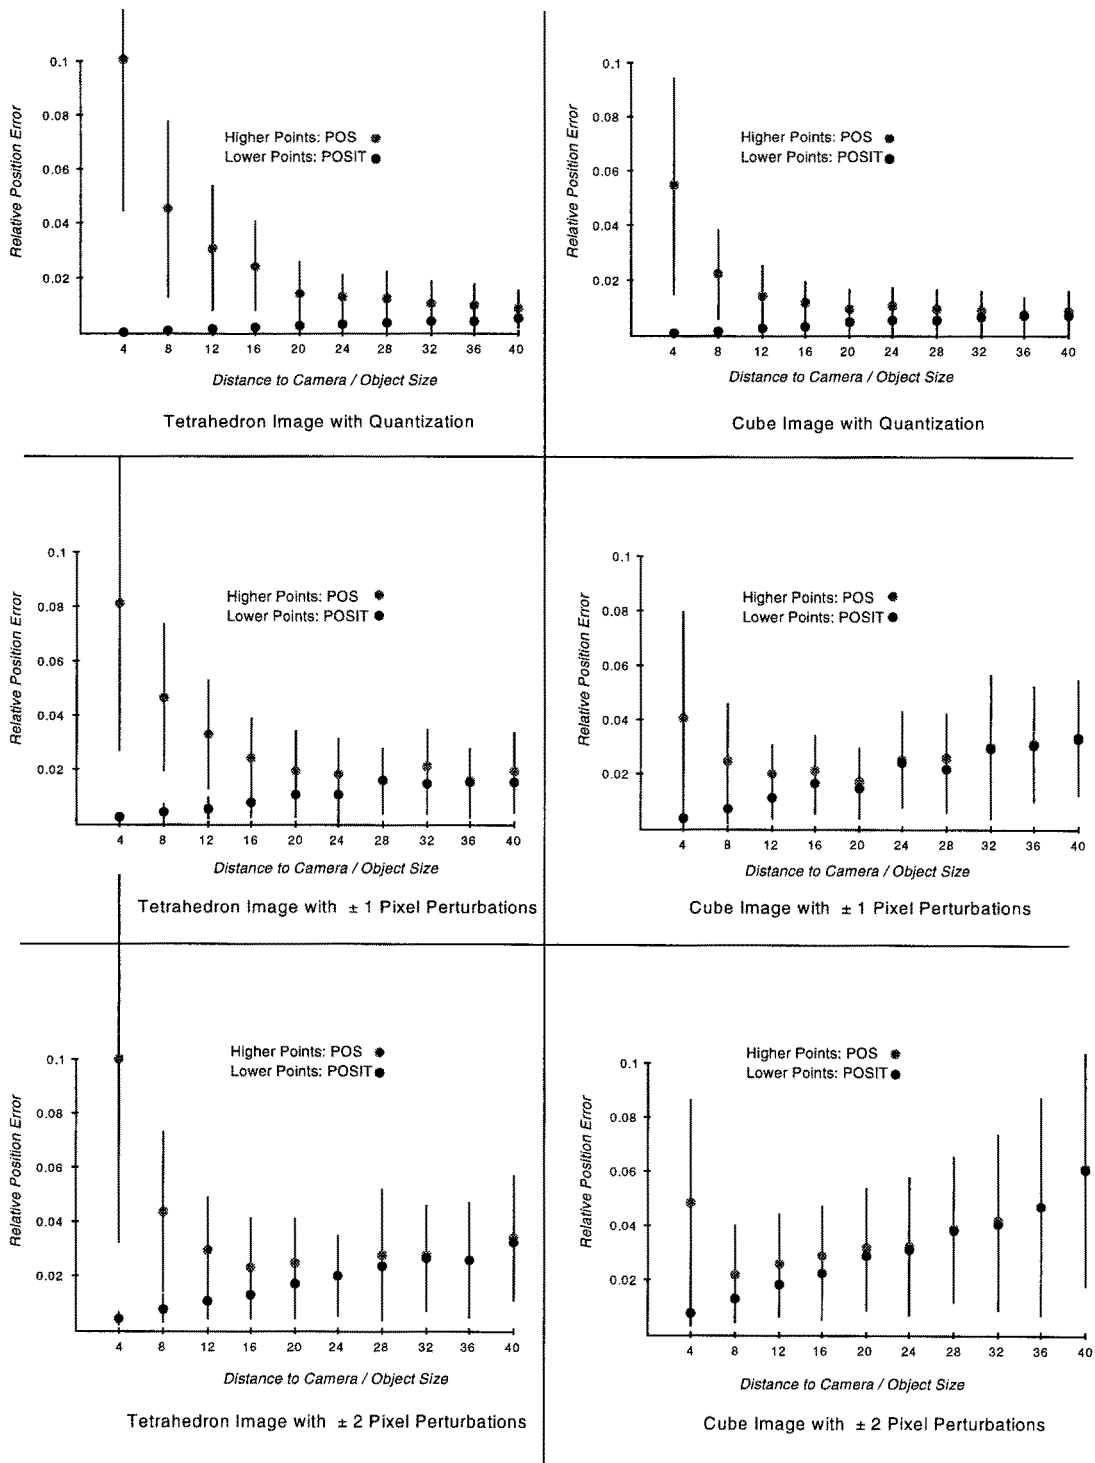 Relative Position Error
0.1
0.08
0.06
0.04
0.02
Higher Points: POS
Lower Points: POSIT
4 8 12 16 20 24 28 32 36 40
Distance to Camera / Object Size
Tetrahedron Image with Quantization
Relative Position Error
0.1
0.08
0.06
0.04
0.02
Higher Points: POS
Lower Points: POSIT
4 8 12 16 20 24 28 32 36 40
Distance to Camera / Object Size
Cube Image with Quantization
Relative Position Error
0.1
0.08
0.06
0.04
0.02
Higher Points: POS
Lower Points: POSIT
4 8 12 16 20 24 28 32 36 40
Distance to Camera / Object Size
Tetrahedron Image with ± 1 Pixel Perturbations
Relative Position Error
0.1
0.08
0.06
0.04
0.02
Higher Points: POS
Lower Points: POSIT
4 8 12 16 20 24 28 32 36 40
Distance to Camera / Object Size
Cube Image with ± 1 Pixel Perturbations
Relative Position Error
0.1
0.08
0.06
0.04
0.02
Higher Points: POS
Lower Points: POSIT
4 8 12 16 20 24 28 32 36 40
Distance to Camera / Object Size
Tetrahedron Image with ± 2 Pixel Perturbations
Relative Position Error
0.1
0.08
0.06
0.04
0.02
Higher Points: POS
Lower Points: POSIT
4 8 12 16 20 24 28 32 36 40
Distance to Camera / Object Size
Cube Image with ± 2 Pixel Perturbations